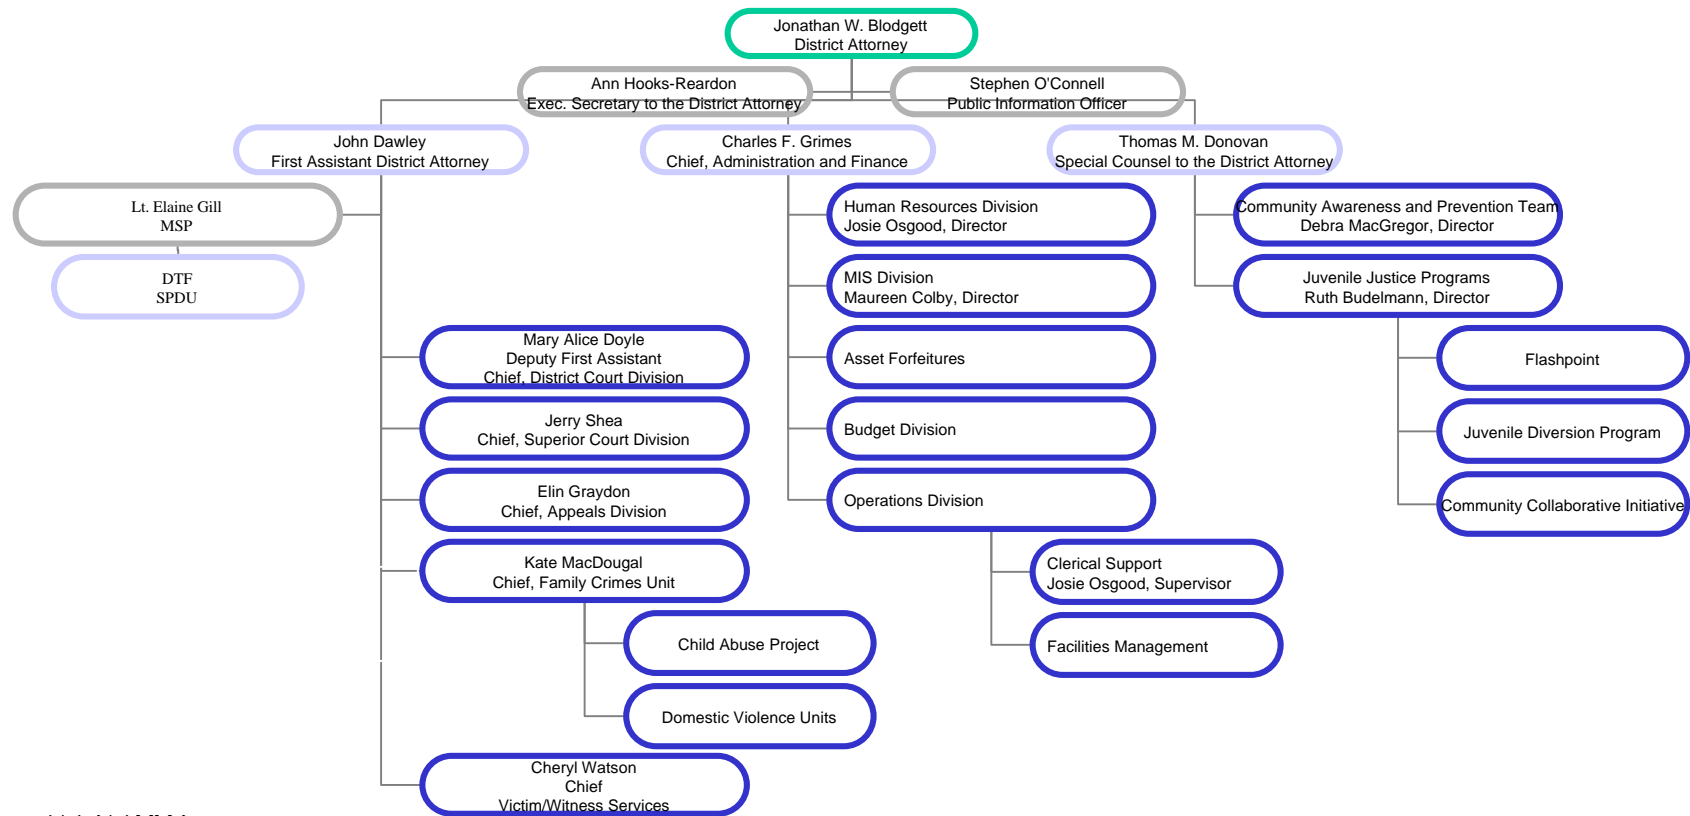 Jonathan W. Blodgett
District Attorney
Ann Hooks-Reardon
Exec. Secretary to the District Attorney
Stephen O'Connell
Public Information Officer
John Dawley
First Assistant District Attorney
Charles F. Grimes
Chief, Administration and Finance
Thomas M. Donovan
Special Counsel to the District Attorney
Lt. Elaine Gill
MSP
DTF
SPDU
Mary Alice Doyle
Deputy First Assistant
Chief, District Court Division
Jerry Shea
Chief, Superior Court Division
Elin Graydon
Chief, Appeals Division
Kate MacDougal
Chief, Family Crimes Unit
Child Abuse Project
Domestic Violence Units
Cheryl Watson
Chief
Victim/Witness Services
Human Resources Division
Josie Osgood, Director
MIS Division
Maureen Colby, Director
Asset Forfeitures
Budget Division
Operations Division
Clerical Support
Josie Osgood, Supervisor
Facilities Management
Community Awareness and Prevention Team
Debra MacGregor, Director
Juvenile Justice Programs
Ruth Budelmann, Director
Flashpoint
Juvenile Diversion Program
Community Collaborative Initiative